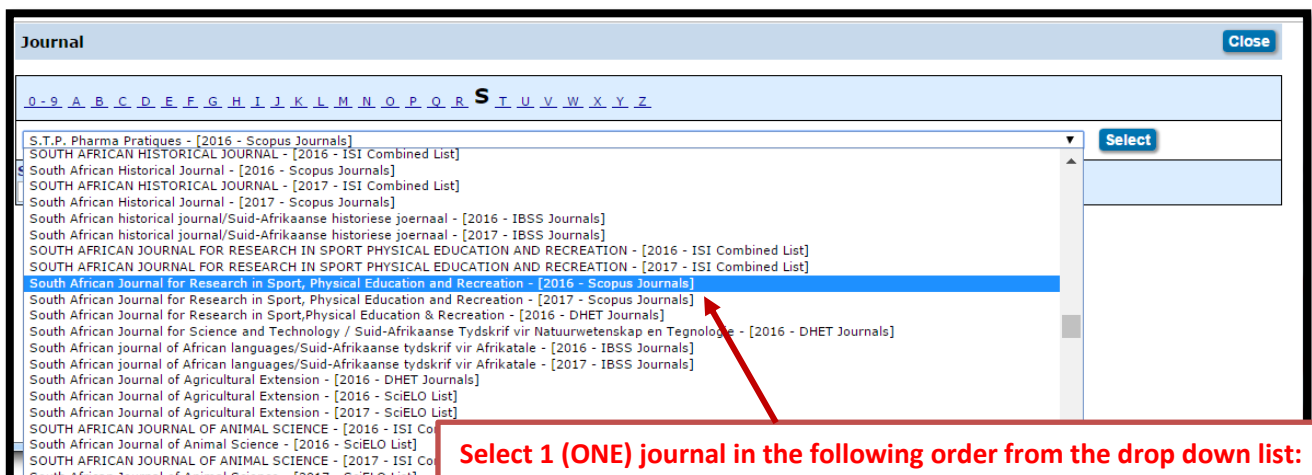 Journal
Close
0-9 A B C D E F G H I J K L M N O P Q R S T U V W X Y Z
S.T.P. Pharma Pratiques - [2016 - Scopus Journals]
Select
SOUTH AFRICAN HISTORICAL JOURNAL - [2016 - ISI Combined List]
South African Historical Journal - [2016 - Scopus Journals]
SOUTH AFRICAN HISTORICAL JOURNAL - [2017 - ISI Combined List]
South African Historical Journal - [2017 - Scopus Journals]
South African historical journal/Suid-Afrikaanse historiese joernaal - [2016 - IBSS Journals]
South African historical journal/Suid-Afrikaanse historiese joernaal - [2017 - IBSS Journals]
SOUTH AFRICAN JOURNAL FOR RESEARCH IN SPORT PHYSICAL EDUCATION AND RECREATION - [2016 - ISI Combined List]
SOUTH AFRICAN JOURNAL FOR RESEARCH IN SPORT PHYSICAL EDUCATION AND RECREATION - [2017 - ISI Combined List]
South African Journal for Research in Sport, Physical Education and Recreation - [2016 - Scopus Journals]
South African Journal for Research in Sport, Physical Education and Recreation - [2017 - Scopus Journals]
South African Journal for Research in Sport,Physical Education & Recreation - [2016 - DHET Journals]
South African Journal for Science and Technology / Suid-Afrikaanse Tydskrif vir Natuurwetenskap en Tegnologie - [2016 - DHET Journals]
South African journal of African languages/Suid-Afrikaanse tydskrif vir Afrikatale - [2016 - IBSS Journals]
South African journal of African languages/Suid-Afrikaanse tydskrif vir Afrikatale - [2017 - IBSS Journals]
South African Journal of Agricultural Extension - [2016 - DHET Journals]
South African Journal of Agricultural Extension - [2016 - SciELO List]
South African Journal of Agricultural Extension - [2017 - SciELO List]
SOUTH AFRICAN JOURNAL OF ANIMAL SCIENCE - [2016 - ISI Co
South African Journal of Animal Science - [2016 - SciELO List]
SOUTH AFRICAN JOURNAL OF ANIMAL SCIENCE - [2017 - ISI Co
Select 1 (ONE) journal in the following order from the drop down list: